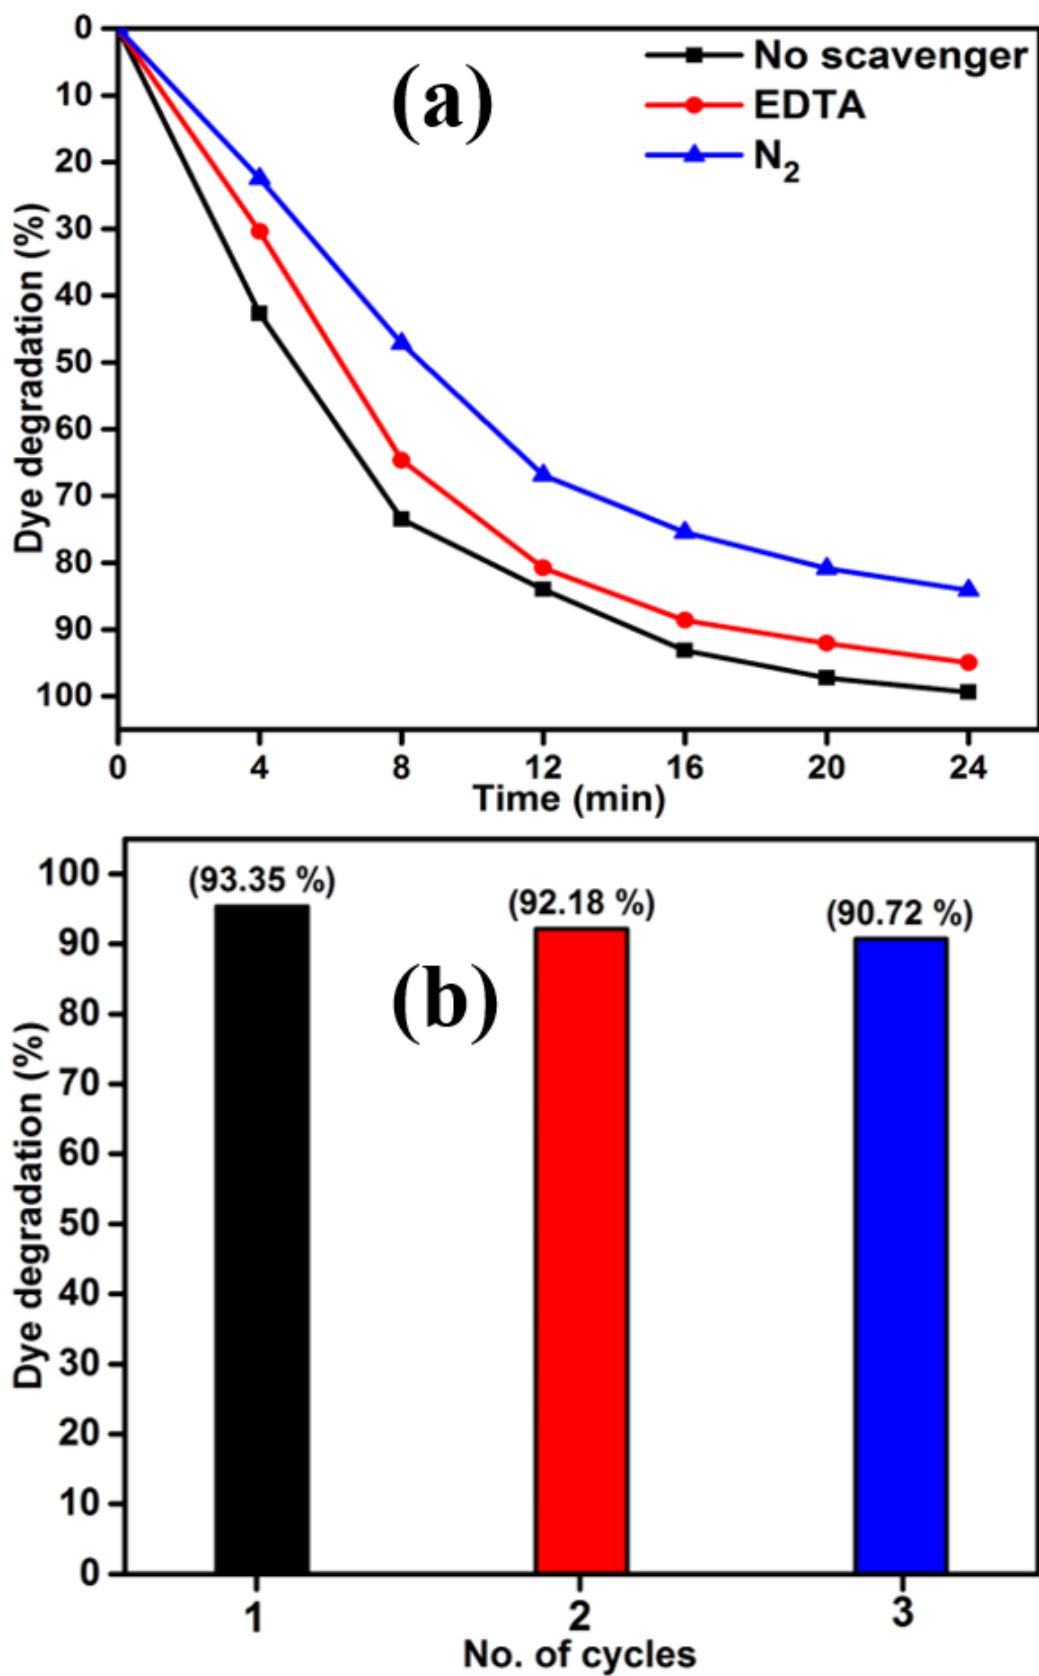 0
10
20
30
40
50
60
70
80
90
100
Dye degradation (%)
(a)
No scavenger
EDTA
N₂
0 4 8 12 16 20 24
Time (min)
100
90
80
70
60
50
40
30
20
10
0
Dye degradation (%)
(93.35 %)
(92.18 %)
(90.72 %)
(b)
1 2 3
No. of cycles